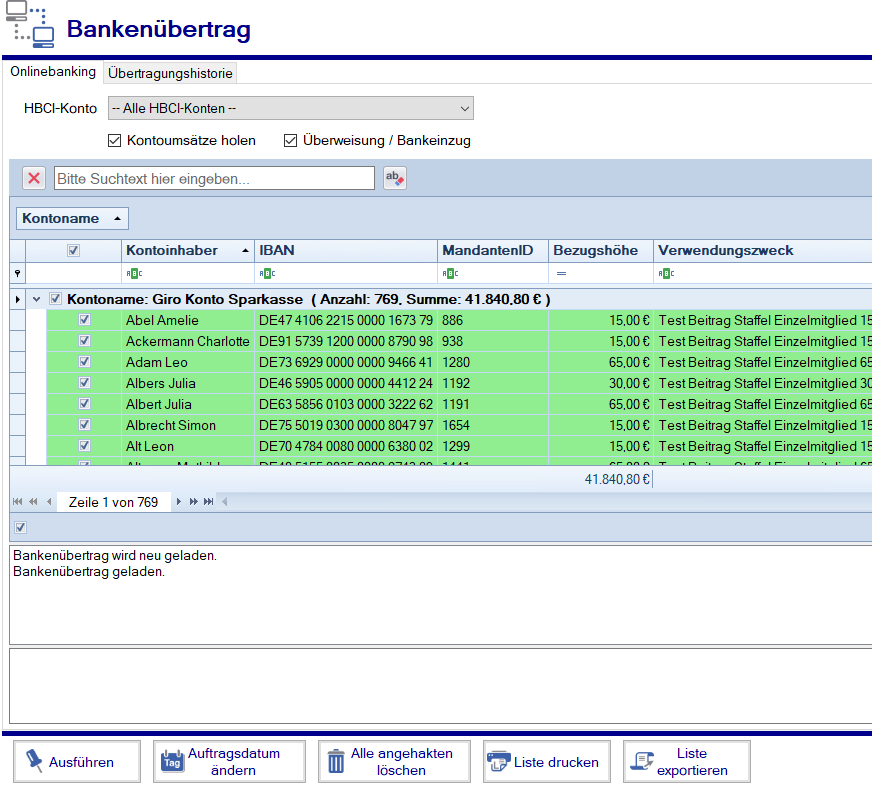 Bankenübertrag
Onlinebanking Übertragungshistorie
HBCI-Konto -- Alle HBCI-Konten --
Kontoumsätze holen Überweisung / Bankeinzug
Bitte Suchtext hier eingeben... ab
Kontoname
Kontoinhaber IBAN MandantenID Bezugshöhe Verwendungszweck
ABC ABC ABC = ABC
Kontoname: Giro Konto Sparkasse ( Anzahl: 769, Summe: 41.840,80 € )
Abel Amelie DE47 4106 2215 0000 1673 79 886 15,00 € Test Beitrag Staffel Einzelmitglied 15
Ackermann Charlotte DE91 5739 1200 0000 8790 98 938 15,00 € Test Beitrag Staffel Einzelmitglied 15
Adam Leo DE73 6929 0000 0000 9466 41 1280 65,00 € Test Beitrag Staffel Einzelmitglied 65
Albers Julia DE46 5905 0000 0000 4412 24 1192 30,00 € Test Beitrag Staffel Einzelmitglied 30
Albert Julia DE63 5856 0103 0000 3222 62 1191 65,00 € Test Beitrag Staffel Einzelmitglied 65
Albrecht Simon DE75 5019 0300 0000 8047 97 1654 15,00 € Test Beitrag Staffel Einzelmitglied 15
Alt Leon DE70 4784 0080 0000 6380 02 1299 15,00 € Test Beitrag Staffel Einzelmitglied 15
41.840,80 €
Zeile 1 von 769
Bankenübertrag wird neu geladen.
Bankenübertrag geladen.
Ausführen
Tag
Auftragsdatum
ändern
Alle angehakten
löschen
Liste drucken
Liste
exportieren